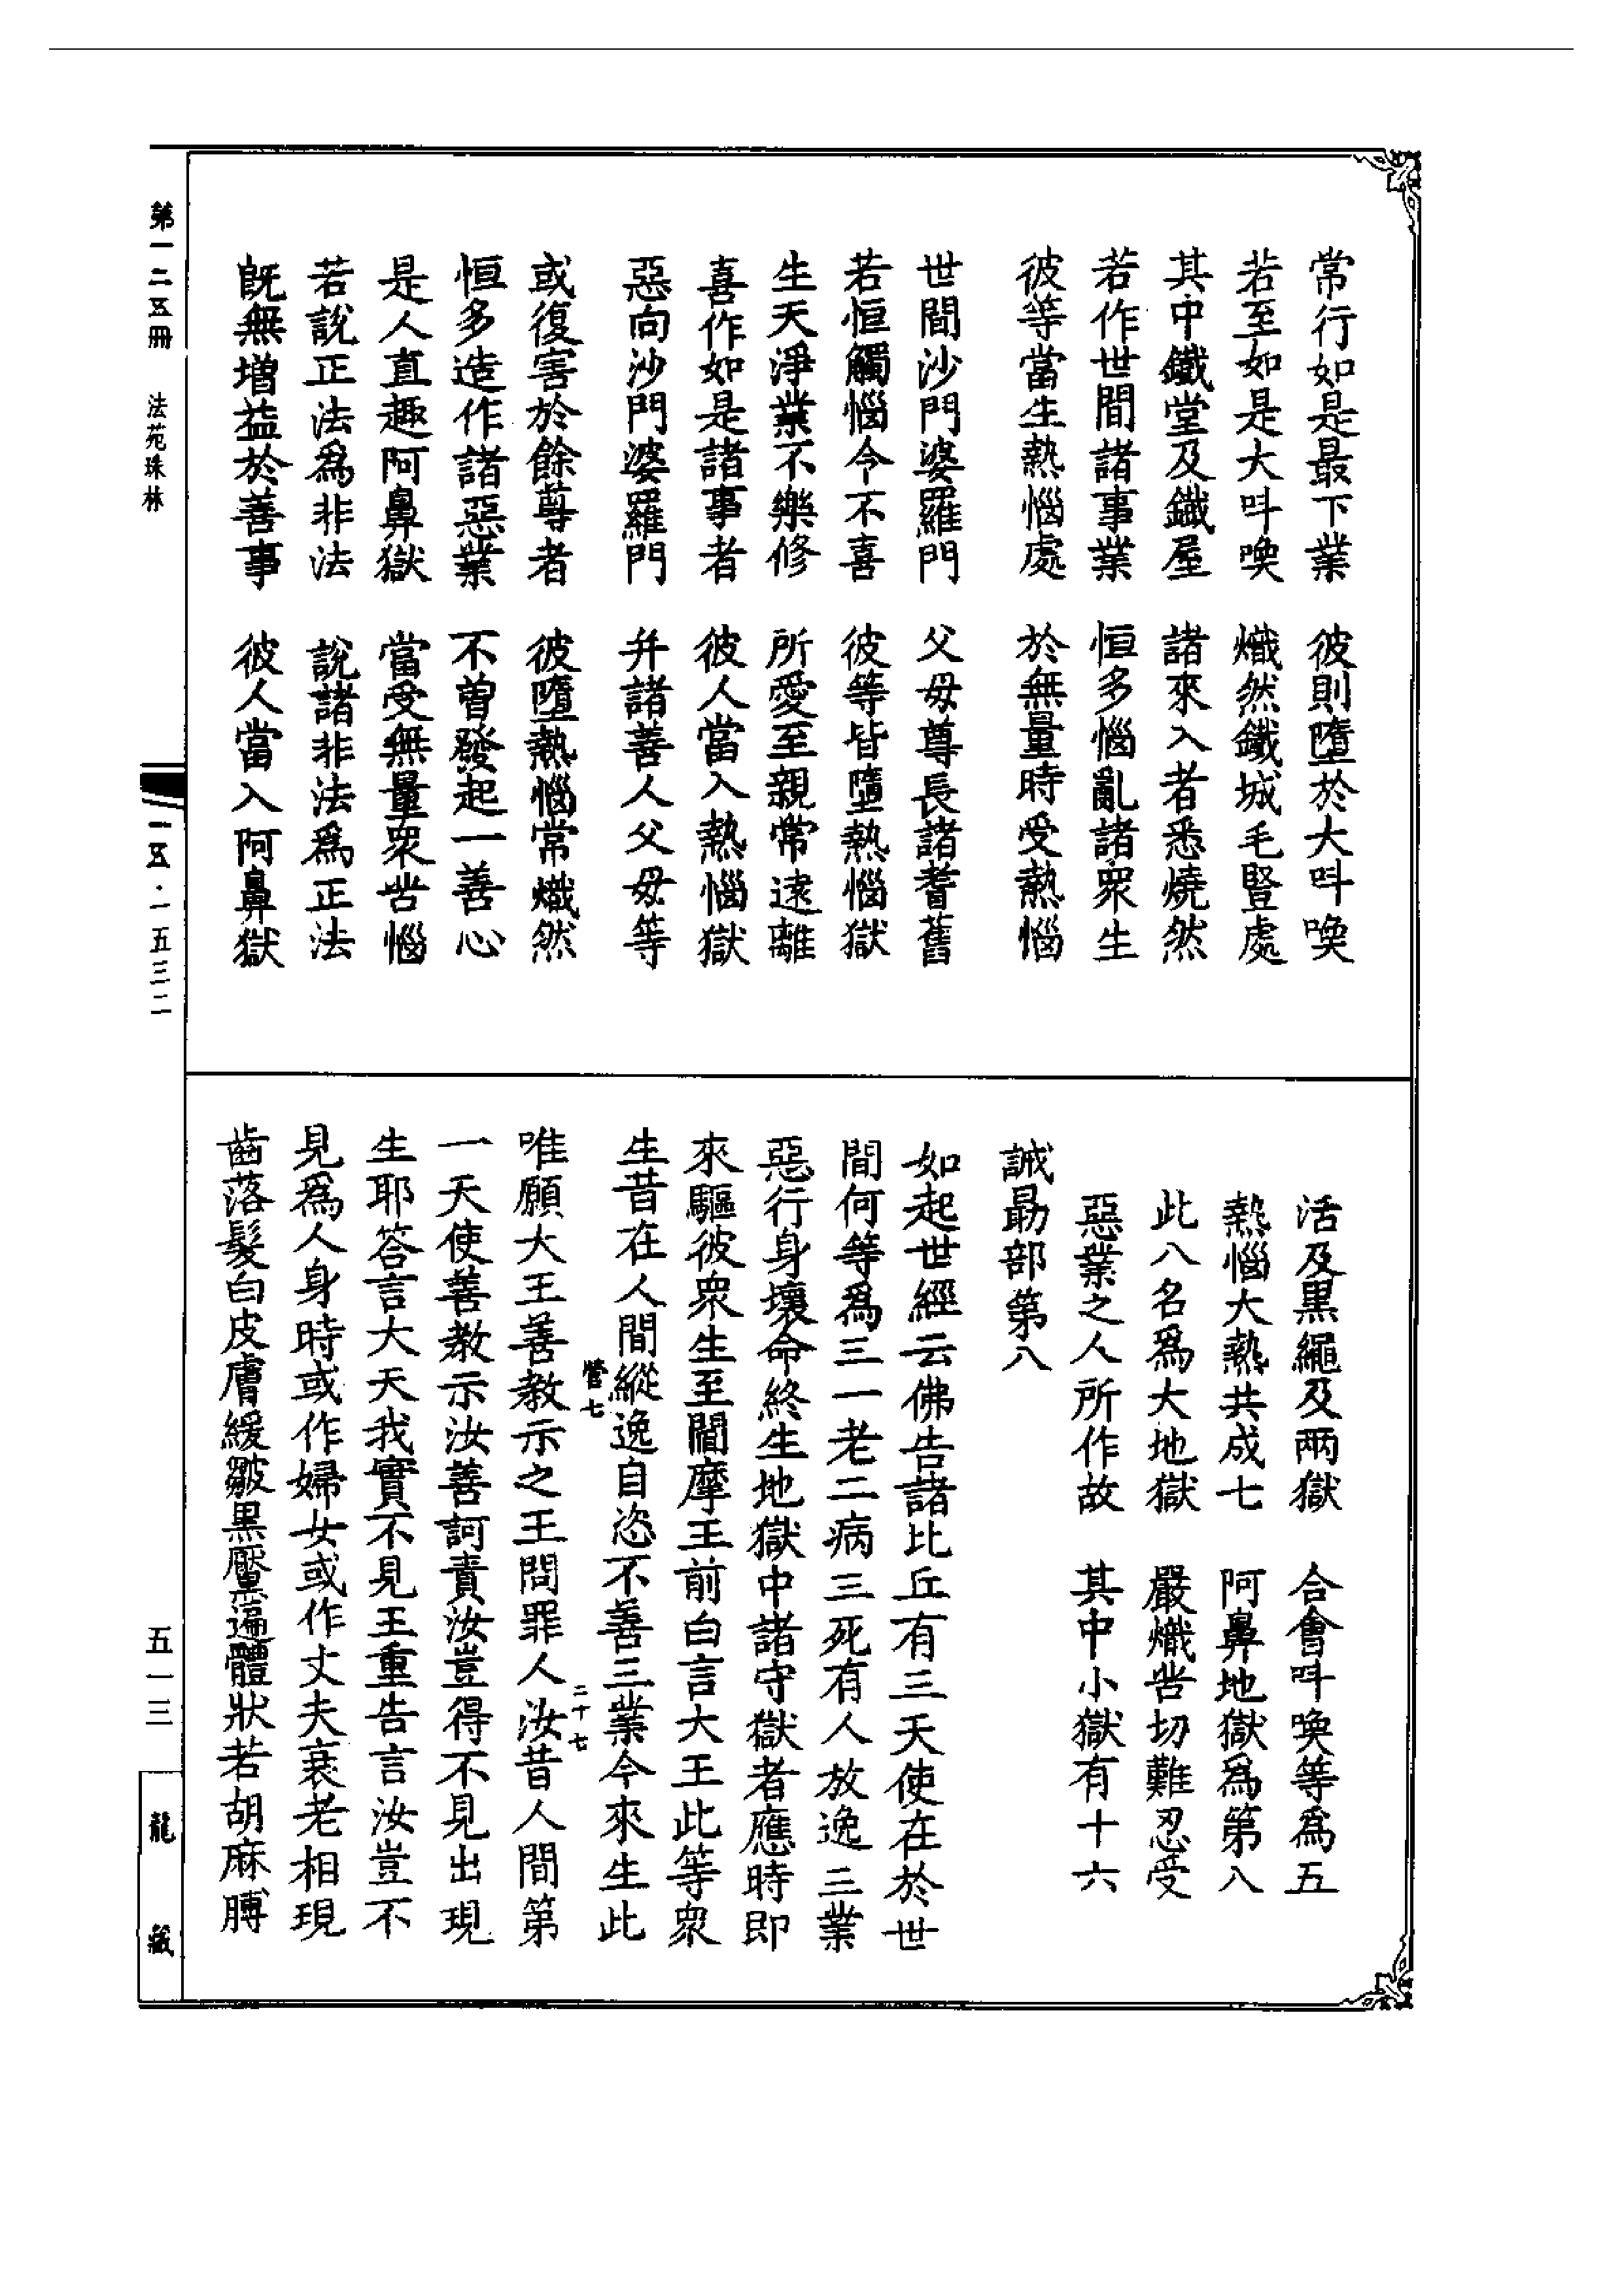 常行如是最下業　彼則墮於大呌喚
若至如是大呌喚　熾然鐵城毛豎處
其中鐵堂及鐵屋　諸來入者悉燒然
若作世間諸事業　恒多惱亂諸眾生
彼等當生熱惱處　於無量時受熱惱
世間沙門婆羅門　父母尊長諸耆舊
若恒觸惱令不喜　彼等皆墮熱惱獄
生天淨業不樂修　所愛至親常遠離
喜作如是諸事者　彼人當入熱惱獄
惡向沙門婆羅門　并諸善人父母等
或復害於餘尊者　彼墮熱惱常熾然
恒多造作諸惡業　不曾發起一善心
是人直趣阿鼻獄　當受無量眾苦惱
若說正法為非法　說諸非法為正法
既無增益於善事　彼人當入阿鼻獄
活及黑繩及兩獄　合會呌喚等為五
熱惱大熱共成七　阿鼻地獄為第八
此八名為大地獄　嚴熾苦切難忍受
惡業之人所作故　其中小獄有十六
誡勗部第八
如起世經云佛告諸比丘有三天使在於世
間何等為三一老二病三死有人放逸三業
惡行身壞命終生地獄中諸守獄者應時即
來驅彼眾生至閻摩王前白言大王此等眾
生昔在人間縱逸自恣不善三業今來生此
營七
二十七
唯願大王善教示之王問罪人汝昔人間第
一天使善教示汝善訶責汝豈得不見出現
生耶答言大天我實不見王重告言汝豈不
見為人身時或作婦女或作丈夫衰老相現
齒落髮白皮膚緩皺黑黶遍體狀若胡麻膊
第一二五冊　法苑珠林
一五·一五三二
五一三
龍藏